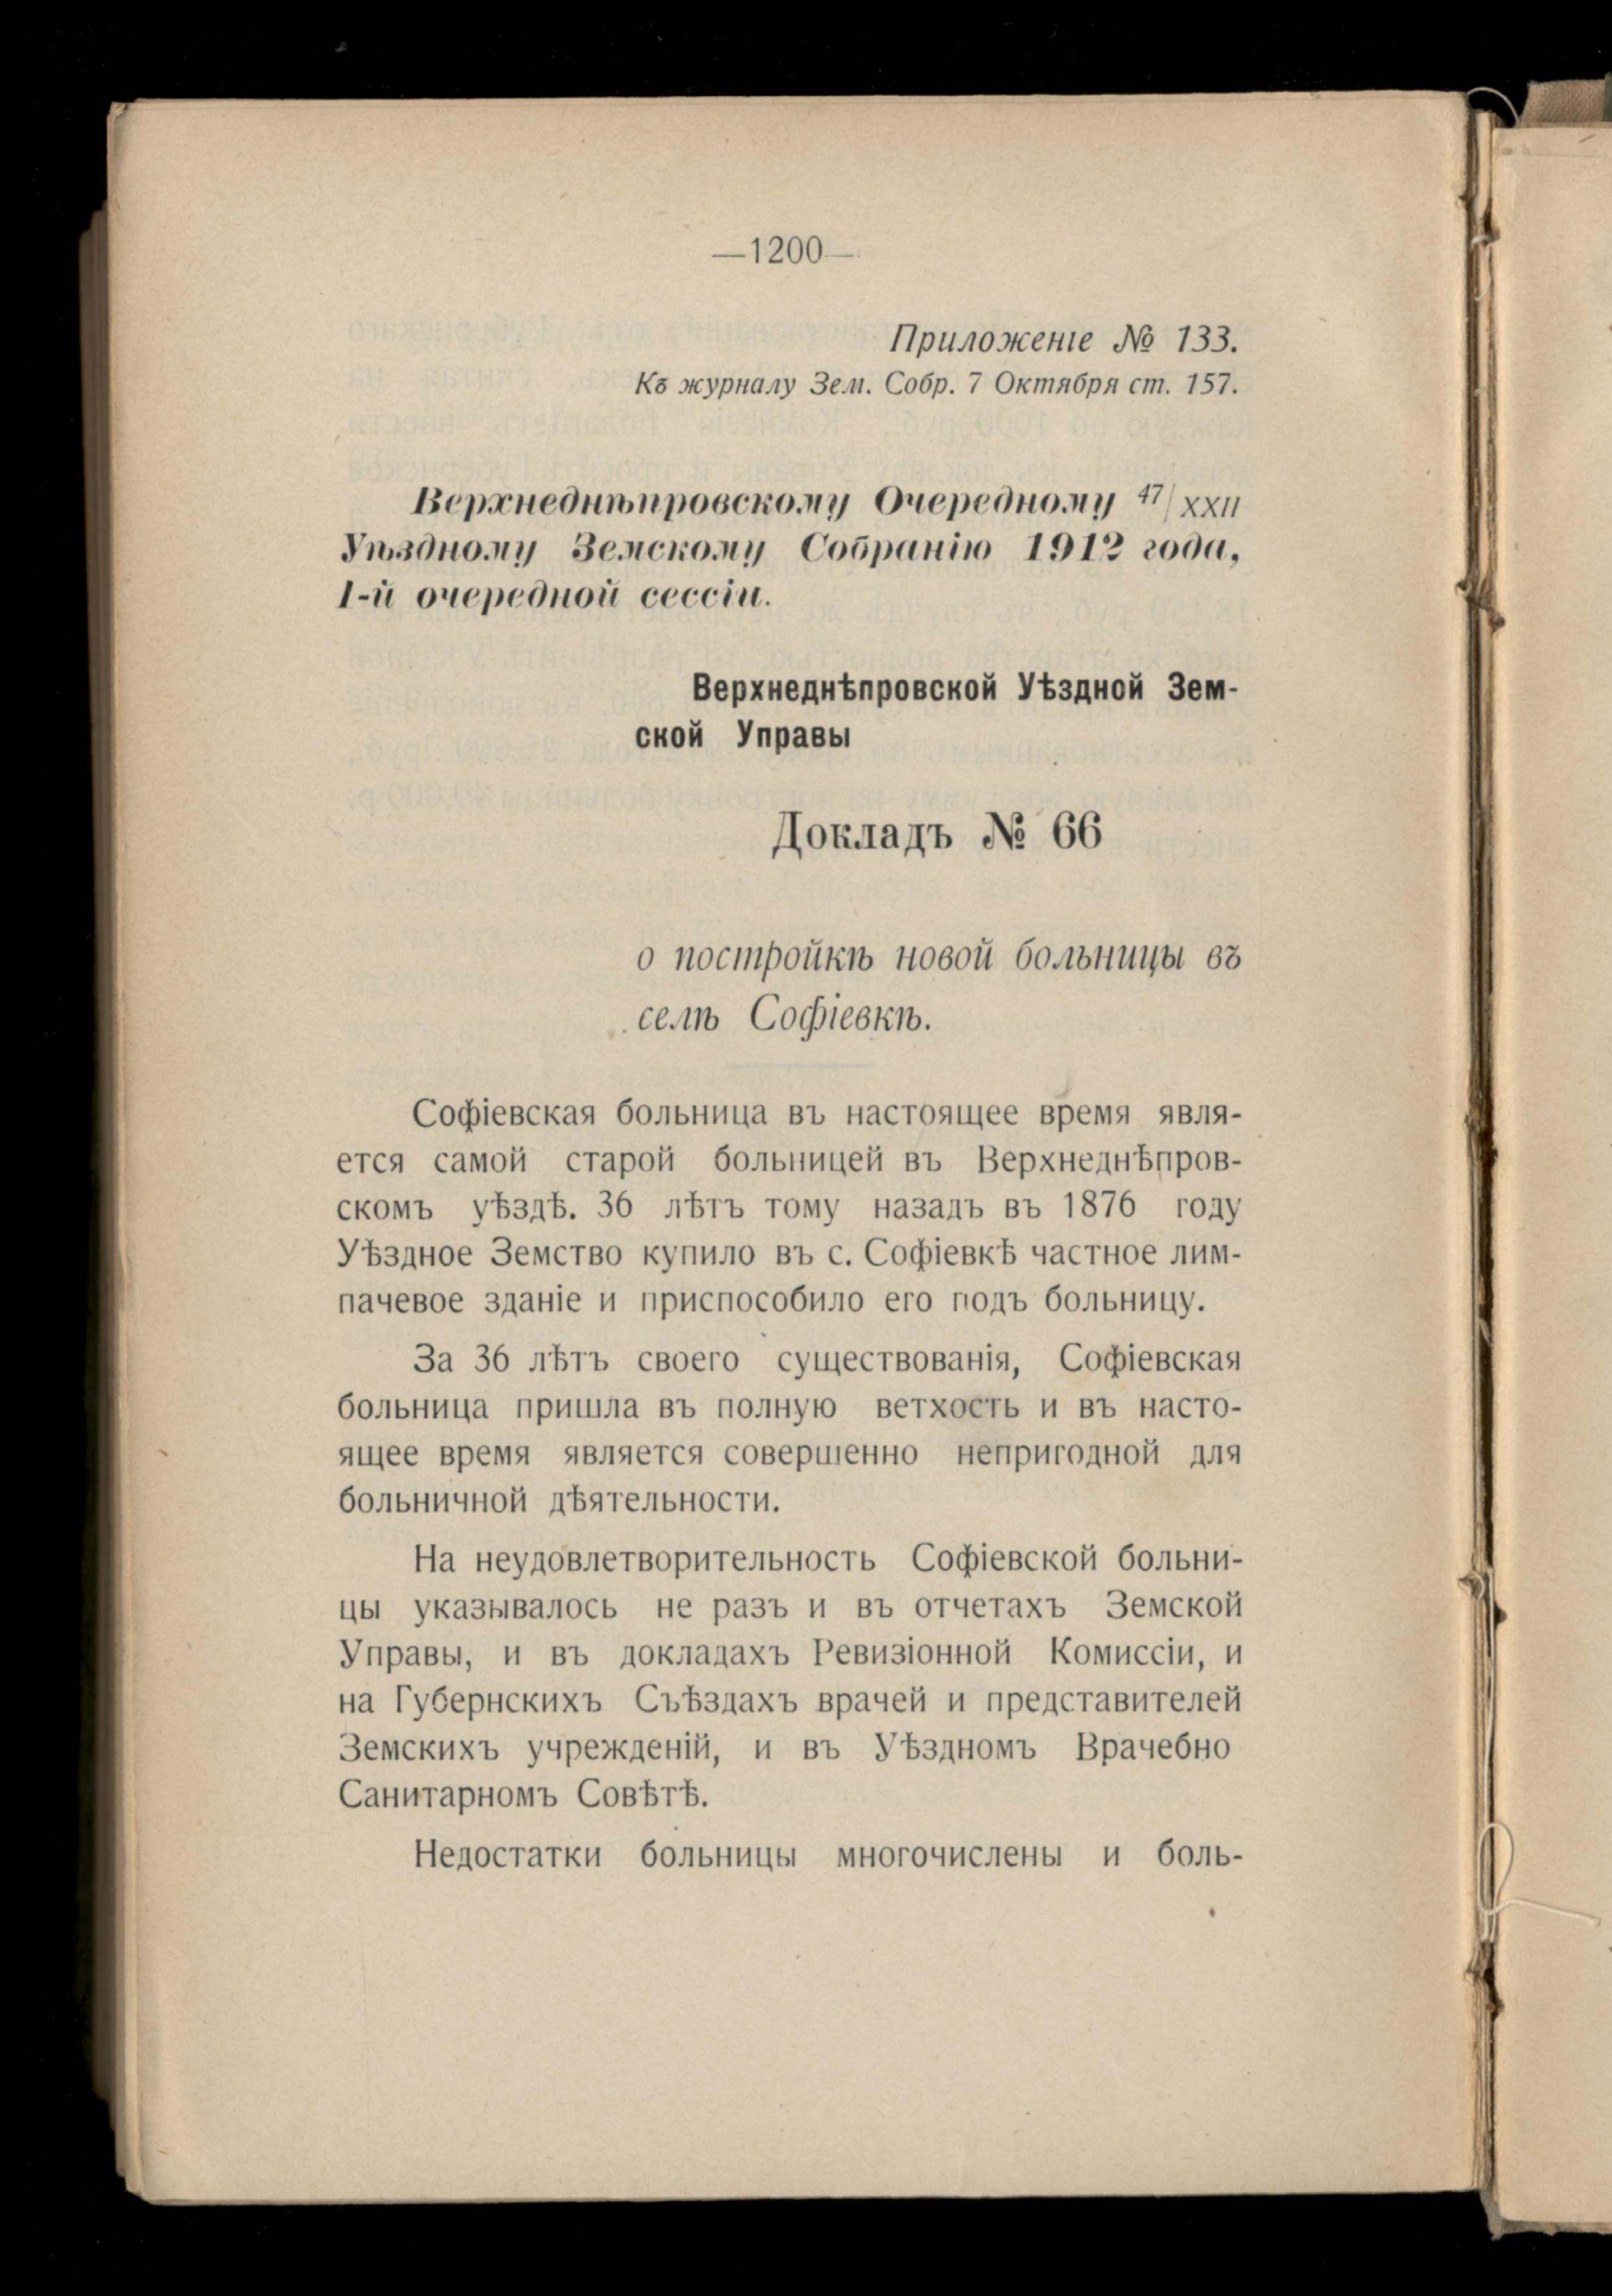 —1200—
Приложеніе № 133.
Къ журналу Зем. Собр. 7 Октября ст. 157.
Верхнеднѣпровскому Очередному 47/XXII
Уѣздному Земскому Собранію 1912 года,
1-й очередной сессіи.
Верхнеднѣпровской Уѣздной Зем-
ской Управы
Докладъ № 66
о постройкѣ новой больницы въ
селѣ Софіевкѣ.
Софіевская больница въ настоящее время явля-
ется самой старой больницей въ Верхнеднѣпров-
скомъ уѣздѣ. 36 лѣтъ тому назадъ въ 1876 году
Уѣздное Земство купило въ с. Софіевкѣ частное лим-
пачевое зданіе и приспособило его подъ больницу.
За 36 лѣтъ своего существованія, Софіевская
больница пришла въ полную ветхость и въ насто-
ящее время является совершенно непригодной для
больничной дѣятельности.
На неудовлетворительность Софіевской больни-
цы указывалось не разъ и въ отчетахъ Земской
Управы, и въ докладахъ Ревизіонной Комиссіи, и
на Губернскихъ Съѣздахъ врачей и представителей
Земскихъ учрежденій, и въ Уѣздномъ Врачебно
Санитарномъ Совѣтѣ.
Недостатки больницы многочислены и боль-